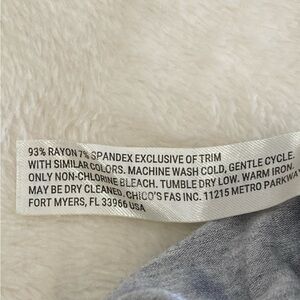 93% RAYON 7% SPANDEX EXCLUSIVE OF TRIM
WITH SIMILAR COLORS. MACHINE WASH COLD, GENTLE CYCLE.
ONLY NON-CHLORINE BLEACH. TUMBLE DRY LOW. WARM IRON.
MAY BE DRY CLEANED. CHICO'S FAS INC. 11215 METRO PARKWAY
FORT MYERS, FL 33966 USA